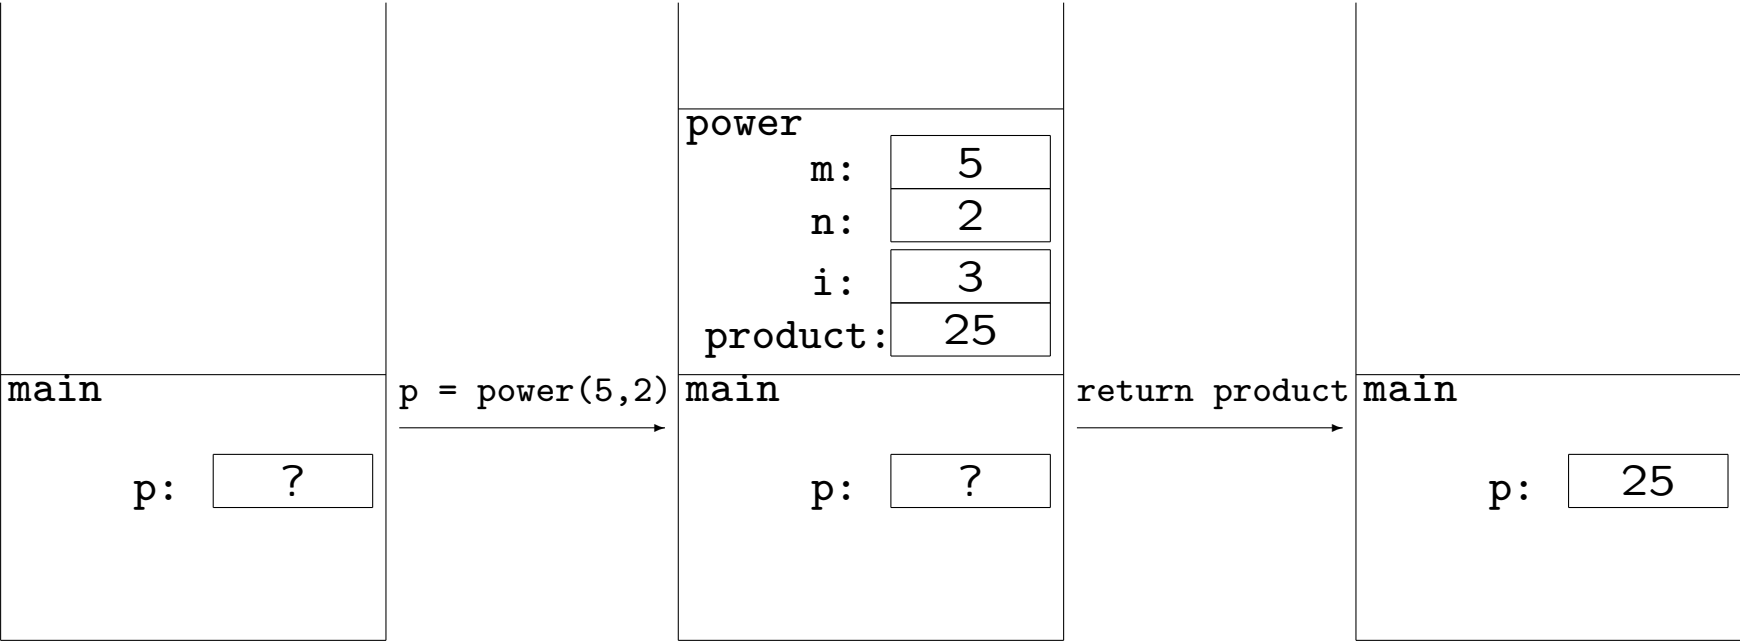 main
p: ?
p = power(5,2)
power
m: 5
n: 2
i: 3
product: 25
main
p: ?
return product
main
p: 25